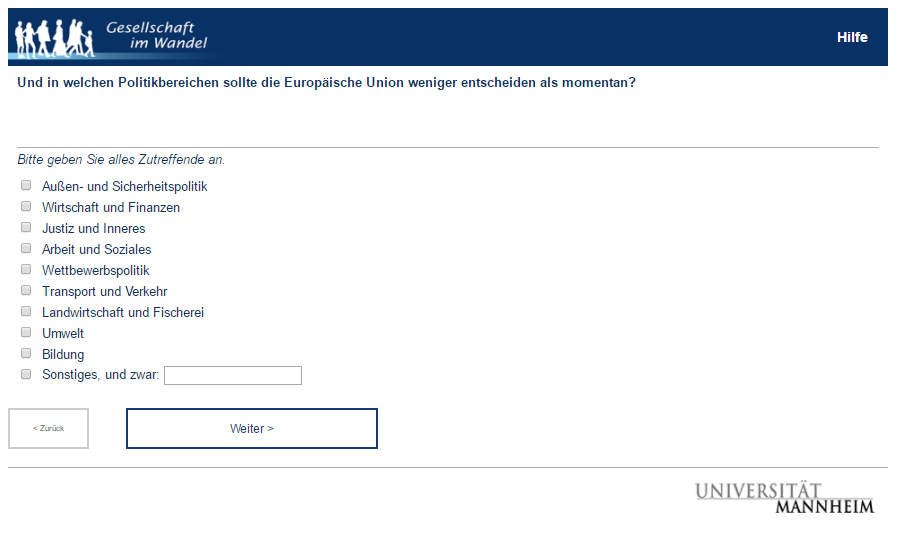 Gesellschaft
im Wandel
Hilfe
Und in welchen Politikbereichen sollte die Europäische Union weniger entscheiden als momentan?
Bitte geben Sie alles Zutreffende an.
Außen- und Sicherheitspolitik
Wirtschaft und Finanzen
Justiz und Inneres
Arbeit und Soziales
Wettbewerbspolitik
Transport und Verkehr
Landwirtschaft und Fischerei
Umwelt
Bildung
Sonstiges, und zwar:
< Zurück
Weiter >
UNIVERSITÄT
MANNHEIM